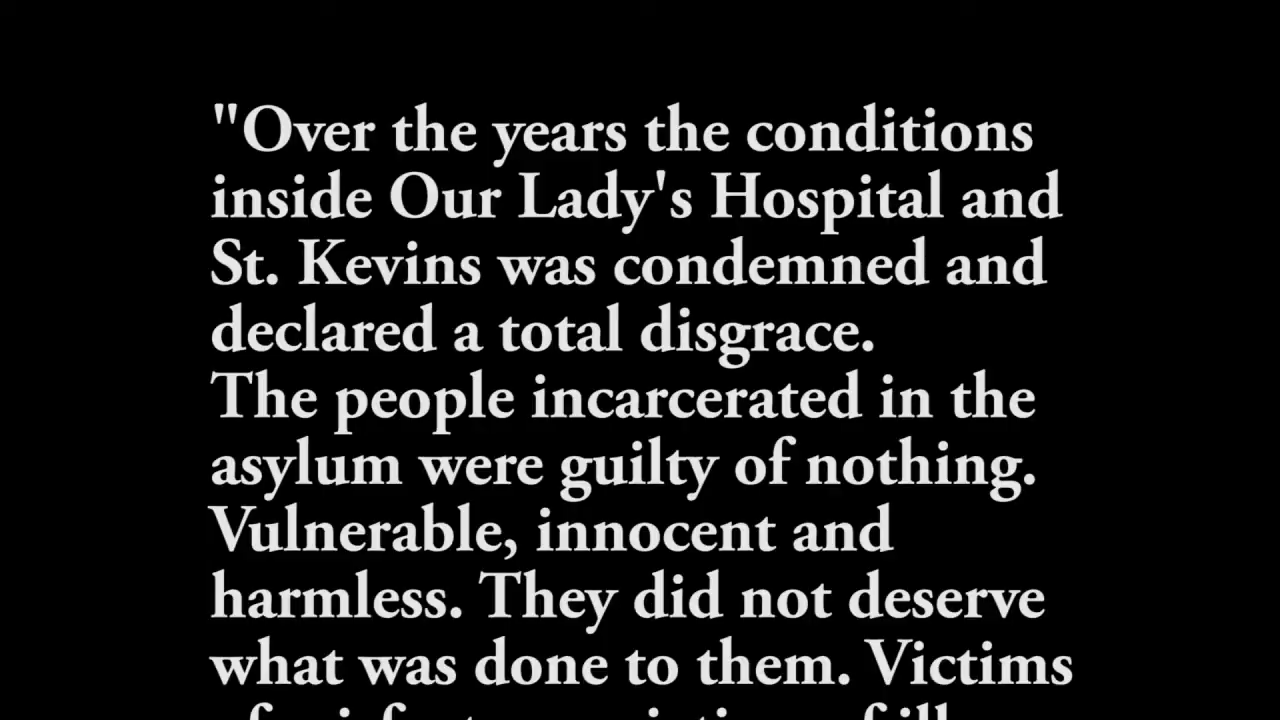 "Over the years the conditions
inside Our Lady's Hospital and
St. Kevins was condemned and
declared a total disgrace.
The people incarcerated in the
asylum were guilty of nothing.
Vulnerable, innocent and
harmless. They did not deserve
what was done to them. Victims